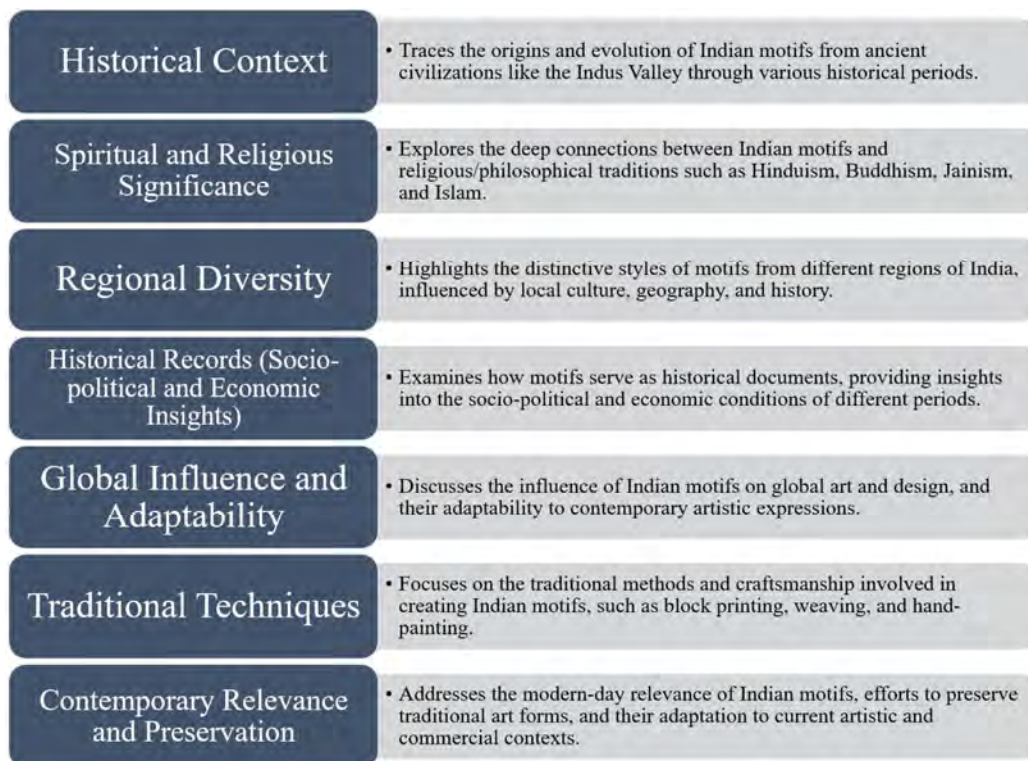 Historical Context
• Traces the origins and evolution of Indian motifs from ancient
civilizations like the Indus Valley through various historical periods.
Spiritual and Religious
Significance
• Explores the deep connections between Indian motifs and
religious/philosophical traditions such as Hinduism, Buddhism, Jainism,
and Islam.
Regional Diversity
• Highlights the distinctive styles of motifs from different regions of India,
influenced by local culture, geography, and history.
Historical Records (Socio-
political and Economic
Insights)
• Examines how motifs serve as historical documents, providing insights
into the socio-political and economic conditions of different periods.
Global Influence and
Adaptability
• Discusses the influence of Indian motifs on global art and design, and
their adaptability to contemporary artistic expressions.
Traditional Techniques
• Focuses on the traditional methods and craftsmanship involved in
creating Indian motifs, such as block printing, weaving, and hand-
painting.
Contemporary Relevance
and Preservation
• Addresses the modern-day relevance of Indian motifs, efforts to preserve
traditional art forms, and their adaptation to current artistic and
commercial contexts.